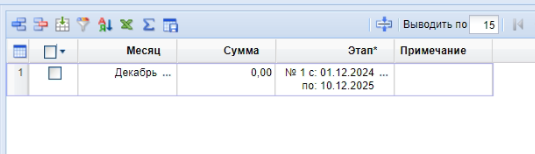 Выводить по 15
Месяц Сумма Этап* Примечание
1 Декабрь ... 0,00 № 1 с: 01.12.2024 ...
по: 10.12.2025